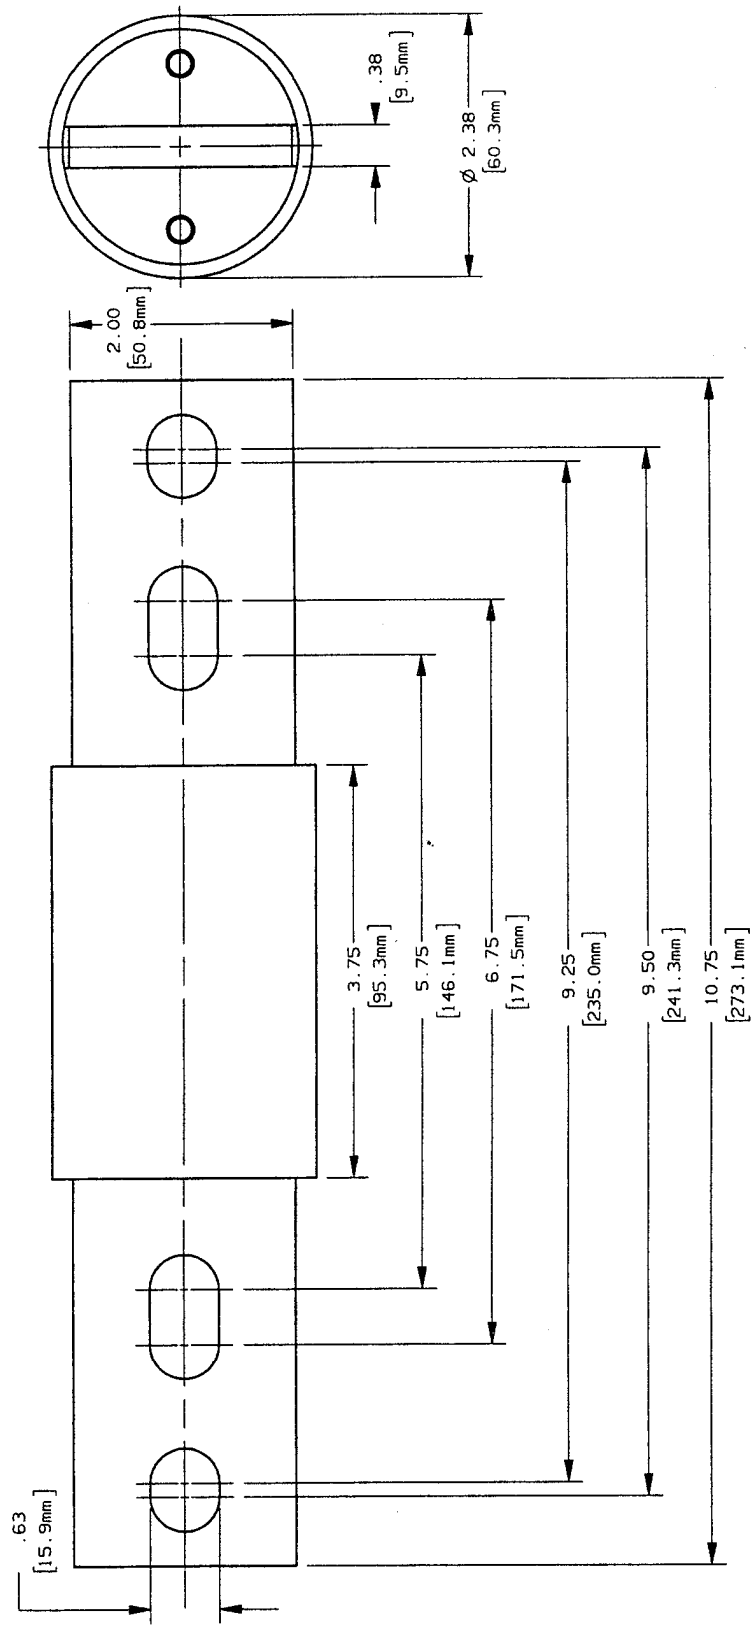 .63
[15.9mm]
2.00
[50.8mm]
.38
[9.5mm]
Ø 2.38
[60.3mm]
3.75
[95.3mm]
5.75
[146.1mm]
6.75
[171.5mm]
9.25
[235.0mm]
9.50
[241.3mm]
10.75
[273.1mm]